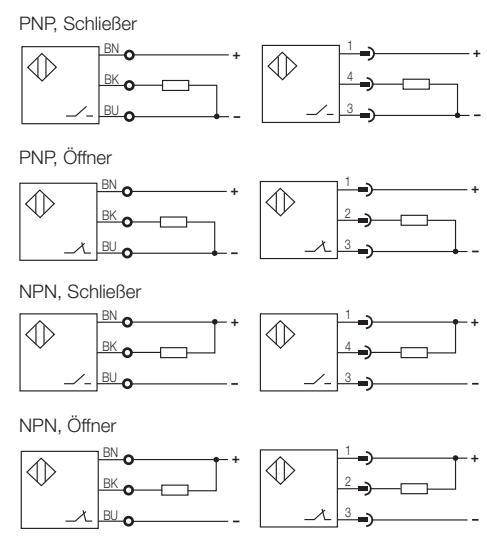 PNP, Schließer
BN +
BK
BU –
1 +
4
3 –
PNP, Öffner
BN +
BK
BU –
1 +
2
3 –
NPN, Schließer
BN +
BK
BU –
1 +
4
3 –
NPN, Öffner
BN +
BK
BU –
1 +
2
3 –